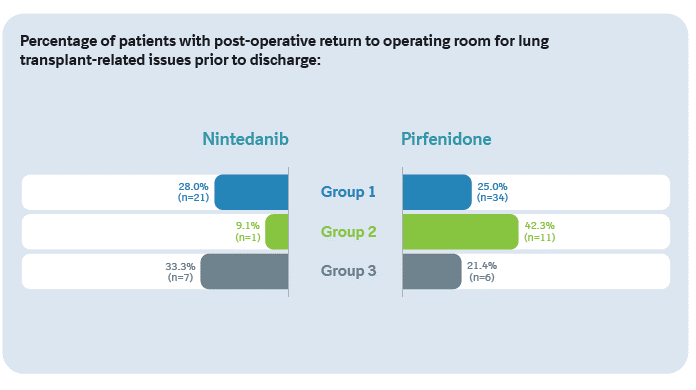 Percentage of patients with post-operative return to operating room for lung
transplant-related issues prior to discharge:
Nintedanib
Pirfenidone
28.0%
(n=21)
Group 1
25.0%
(n=34)
9.1%
(n=1)
Group 2
42.3%
(n=11)
33.3%
(n=7)
Group 3
21.4%
(n=6)